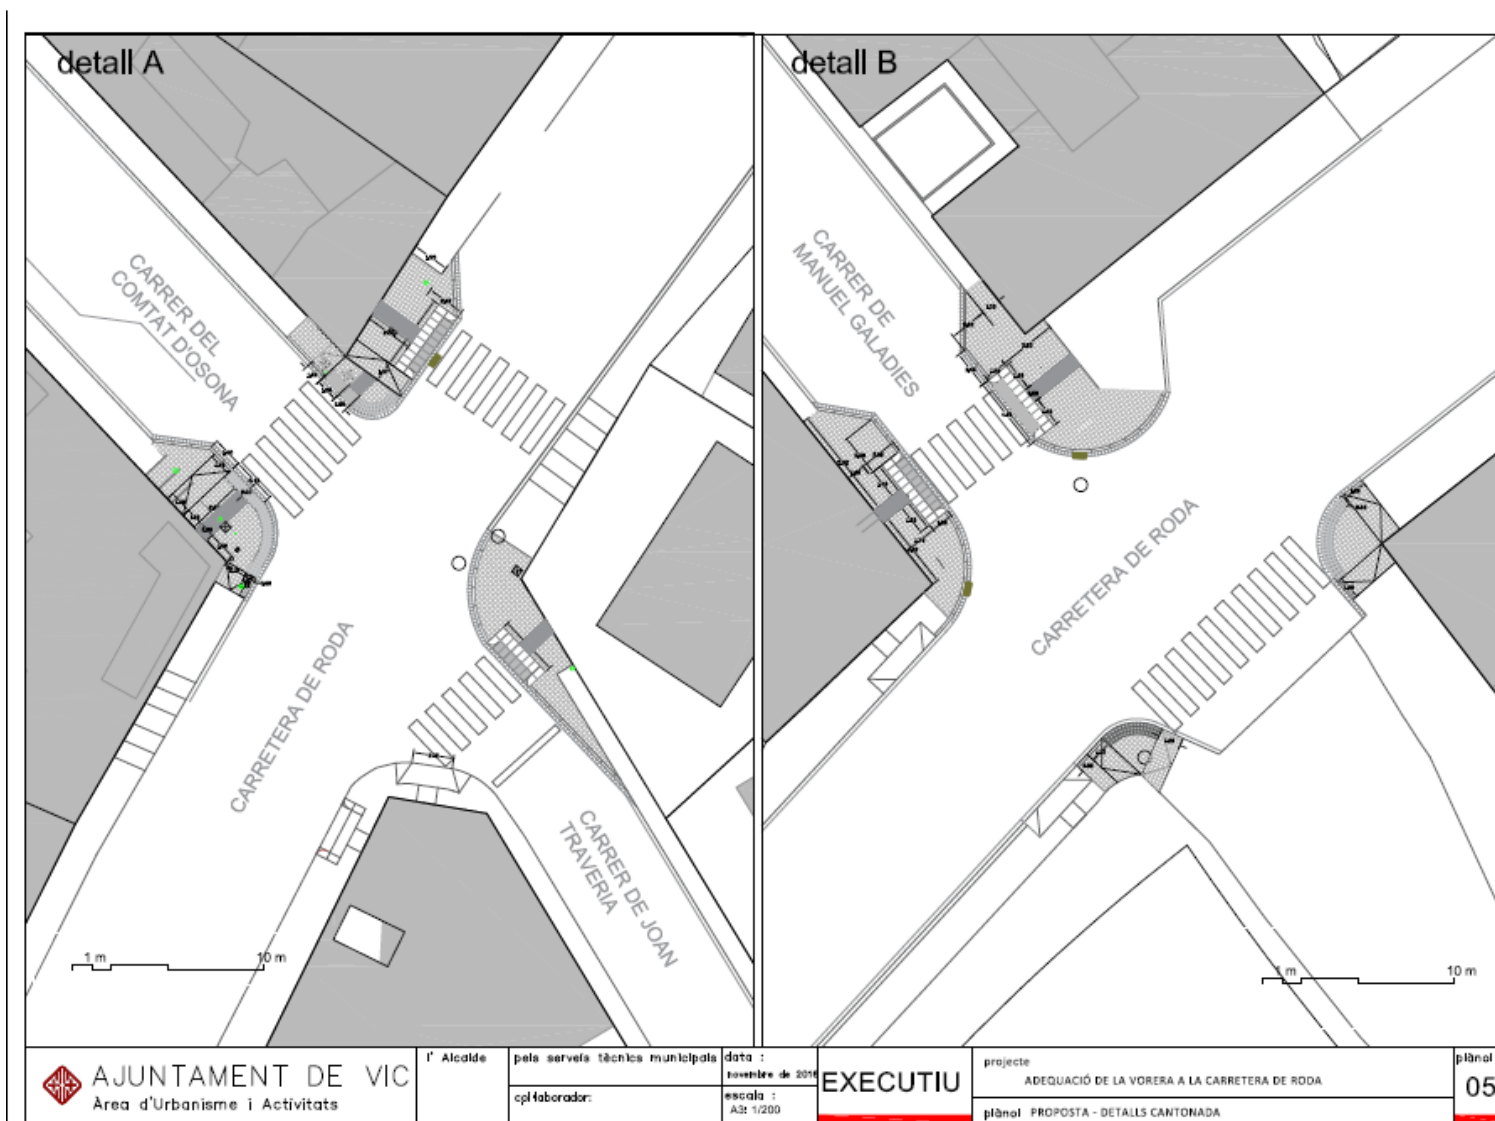 detall A
detall B
CARRER DEL
COMTAT D'OSONA
CARRER DE
MANUEL GALADIES
CARRETERA DE RODA
CARRETERA DE RODA
CARRER DE JOAN
TRAVERIA
1 m
10 m
1 m
10 m
AJUNTAMENT DE VIC
Àrea d'Urbanisme i Activitats
l' Alcalde
pels serveis tècnics municipals
col·laborador:
data :
novembre de
escala :
A3: 1/200
EXECUTIU
projecte
ADEQUACIÓ DE LA VORERA A LA CARRETERA DE RODA
plànol PROPOSTA - DETALLS CANTONADA
plànol
05